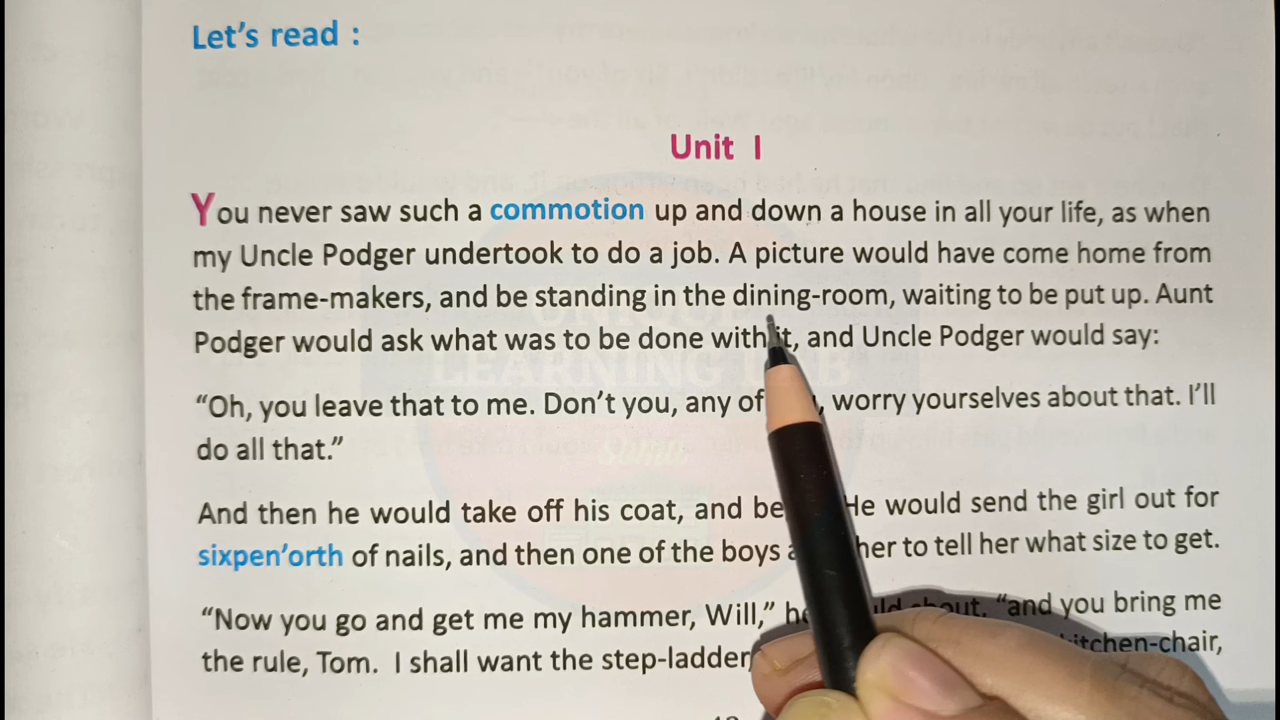 Let's read :
Unit I
You never saw such a commotion up and down a house in all your life, as when
my Uncle Podger undertook to do a job. A picture would have come home from
the frame-makers, and be standing in the dining-room, waiting to be put up. Aunt
Podger would ask what was to be done with it, and Uncle Podger would say:
“Oh, you leave that to me. Don't you, any of , worry yourselves about that. I'll
do all that.”
And then he would take off his coat, and be He would send the girl out for
sixpen'orth of nails, and then one of the boys her to tell her what size to get.
“Now you go and get me my hammer, Will,” he shout, “and you bring me
the rule, Tom. I shall want the step-ladder, kitchen-chair,
LEARNING